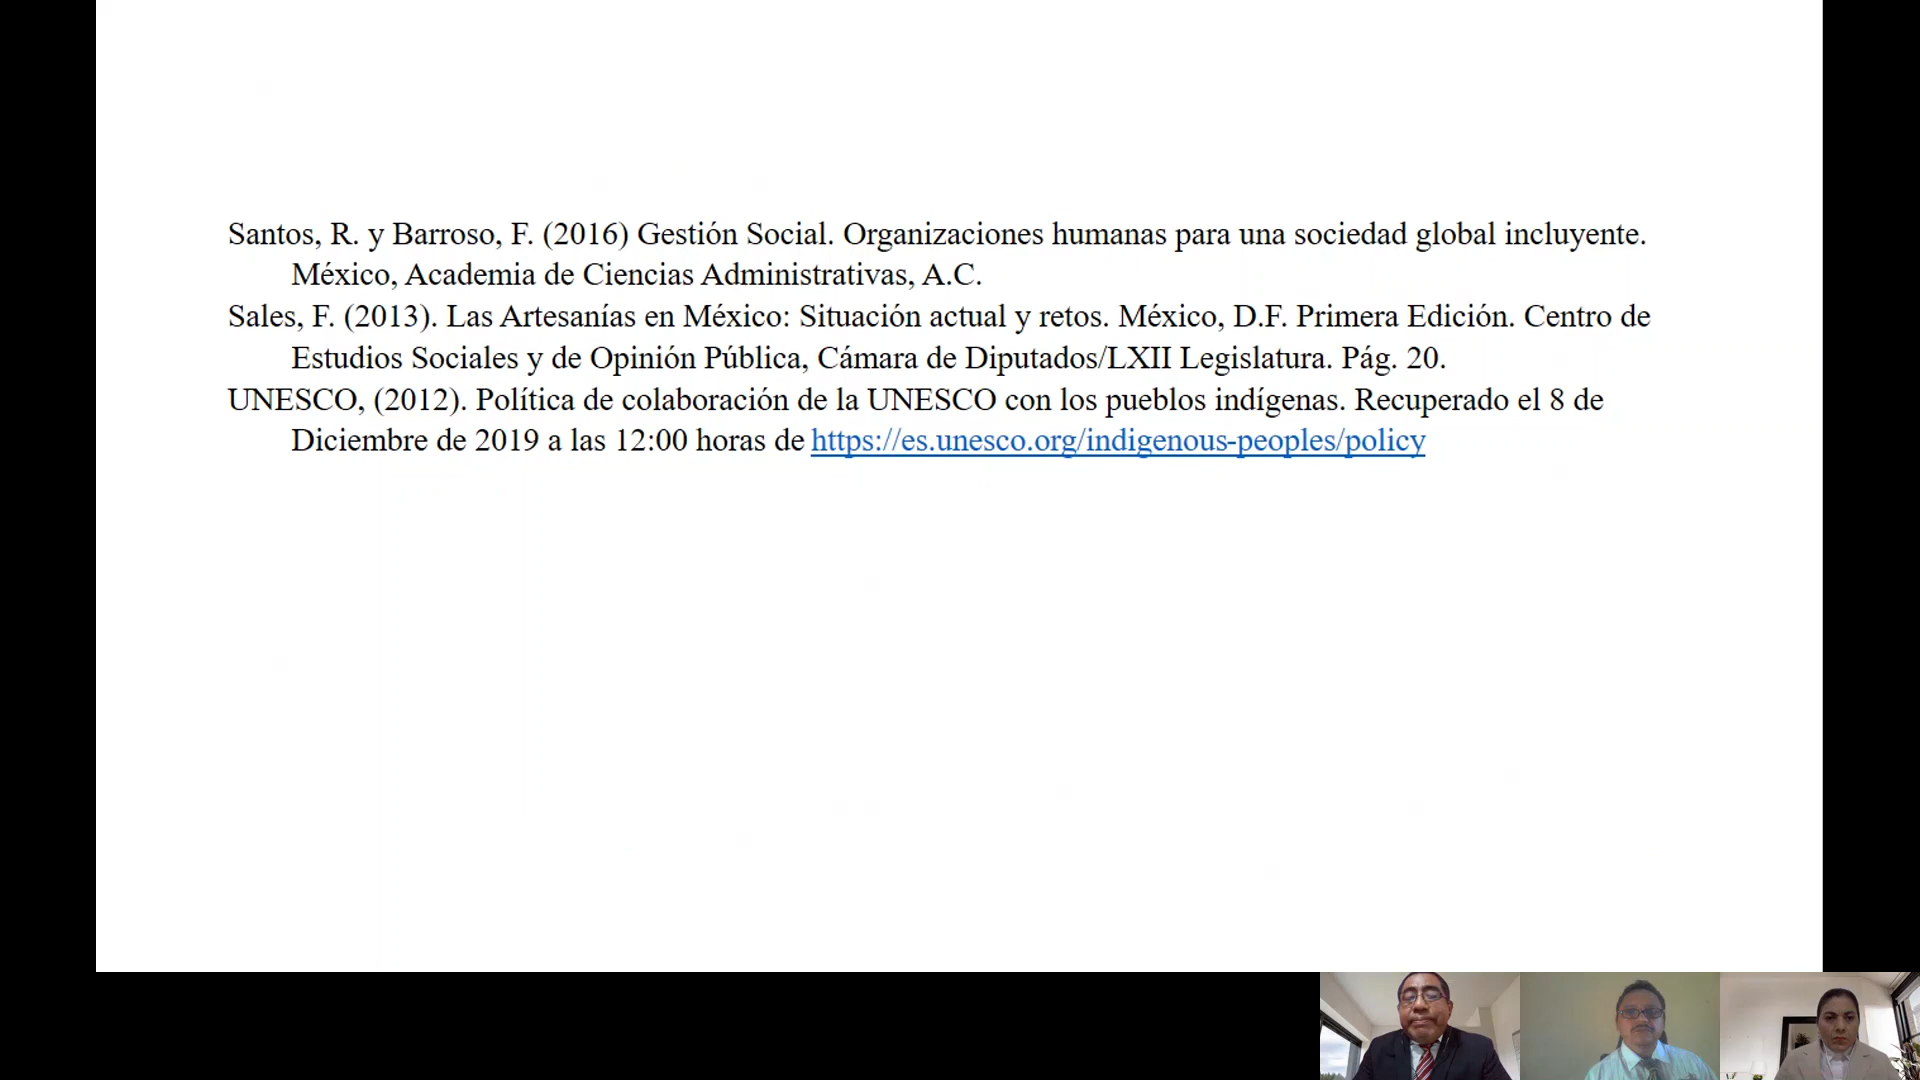 Santos, R. y Barroso, F. (2016) Gestión Social. Organizaciones humanas para una sociedad global incluyente.
México, Academia de Ciencias Administrativas, A.C.
Sales, F. (2013). Las Artesanías en México: Situación actual y retos. México, D.F. Primera Edición. Centro de
Estudios Sociales y de Opinión Pública, Cámara de Diputados/LXII Legislatura. Pág. 20.
UNESCO, (2012). Política de colaboración de la UNESCO con los pueblos indígenas. Recuperado el 8 de
Diciembre de 2019 a las 12:00 horas de https://es.unesco.org/indigenous-peoples/policy